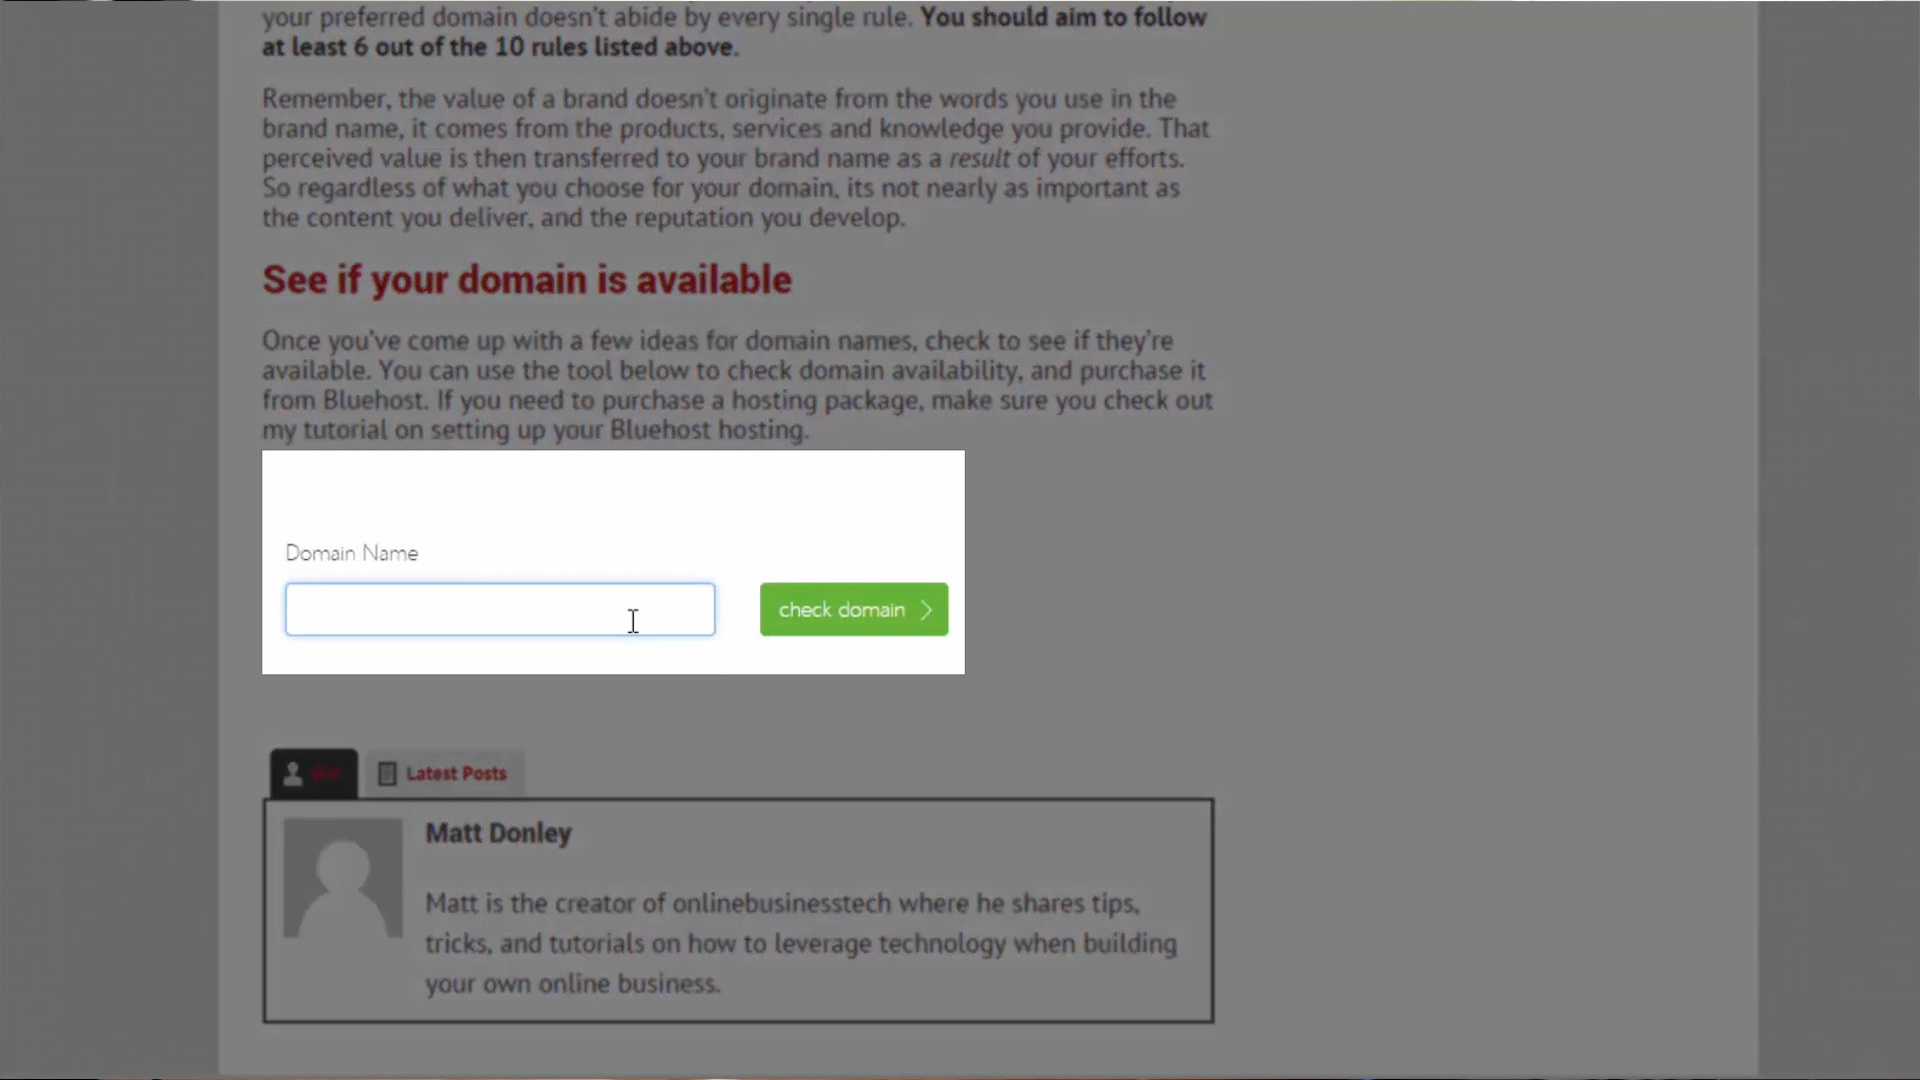 your preferred domain doesn't abide by every single rule. You should aim to follow
at least 6 out of the 10 rules listed above.
Remember, the value of a brand doesn't originate from the words you use in the
brand name, it comes from the products, services and knowledge you provide. That
perceived value is then transferred to your brand name as a result of your efforts.
So regardless of what you choose for your domain, its not nearly as important as
the content you deliver, and the reputation you develop.
See if your domain is available
Once you've come up with a few ideas for domain names, check to see if they're
available. You can use the tool below to check domain availability, and purchase it
from Bluehost. If you need to purchase a hosting package, make sure you check out
my tutorial on setting up your Bluehost hosting.
Domain Name
check domain
Latest Posts
Matt Donley
Matt is the creator of onlinebusinesstech where he shares tips,
tricks, and tutorials on how to leverage technology when building
your own online business.